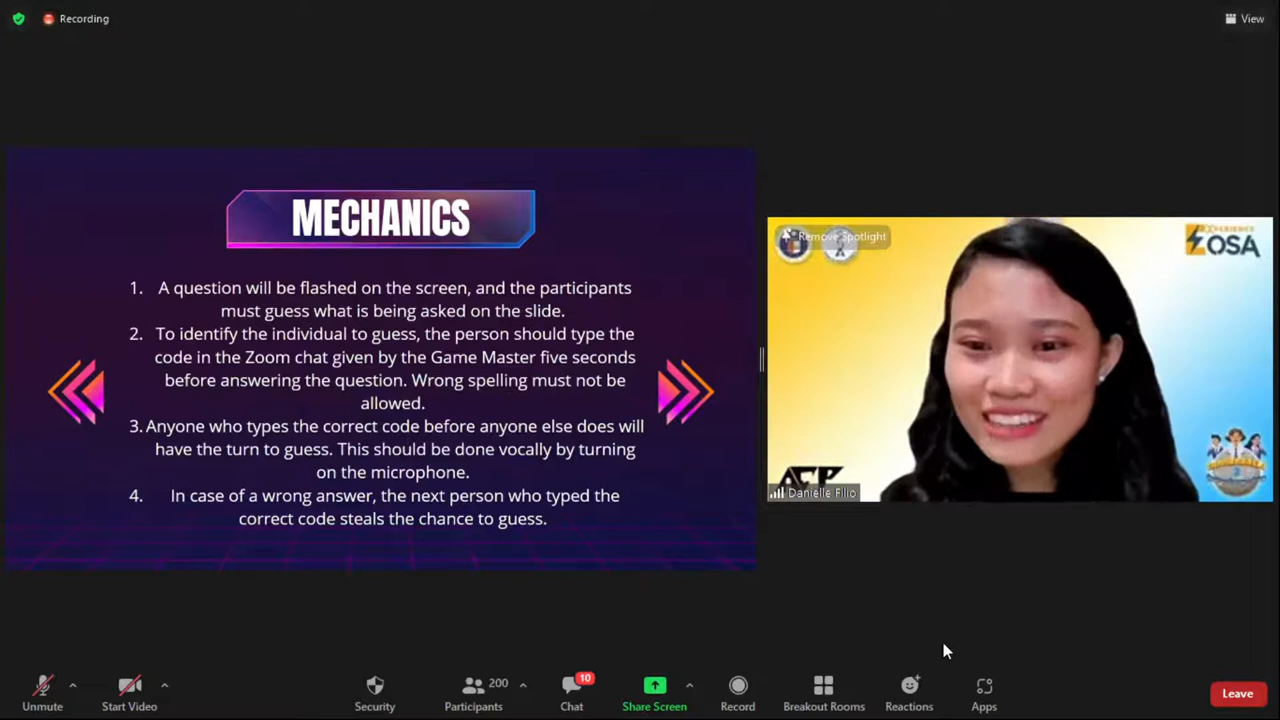 Recording
View
MECHANICS
1. A question will be flashed on the screen, and the participants
must guess what is being asked on the slide.
2. To identify the individual to guess, the person should type the
code in the Zoom chat given by the Game Master five seconds
before answering the question. Wrong spelling must not be
allowed.
3. Anyone who types the correct code before anyone else does will
have the turn to guess. This should be done vocally by turning
on the microphone.
4. In case of a wrong answer, the next person who typed the
correct code steals the chance to guess.
Remove Spotlight
OSA
Danielle Filio
Unmute
Start Video
Security
200
Participants
10
Chat
Share Screen
Record
Breakout Rooms
Reactions
Apps
Leave